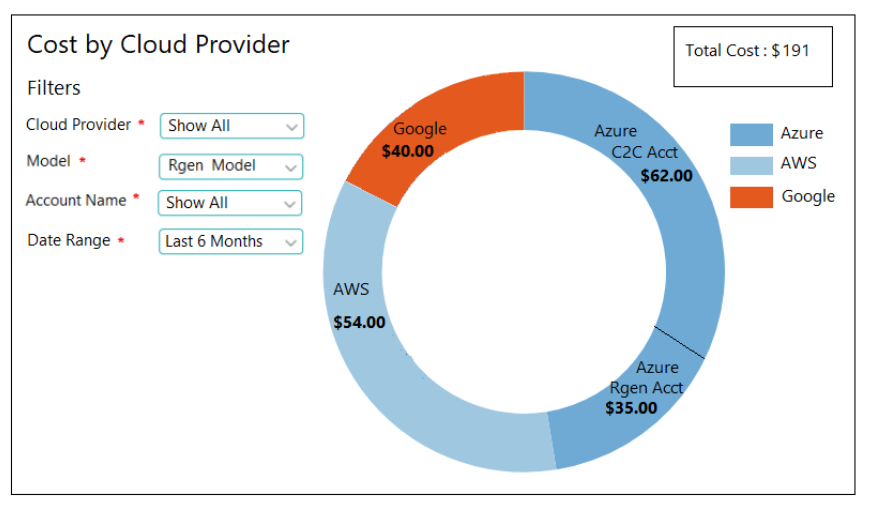 Cost by Cloud Provider
Total Cost : $191
Filters
Cloud Provider *
Show All
Model *
Rgen Model
Account Name *
Show All
Date Range *
Last 6 Months
Google
$40.00
Azure
C2C Acct
$62.00
AWS
$54.00
Azure
Rgen Acct
$35.00
Azure
AWS
Google